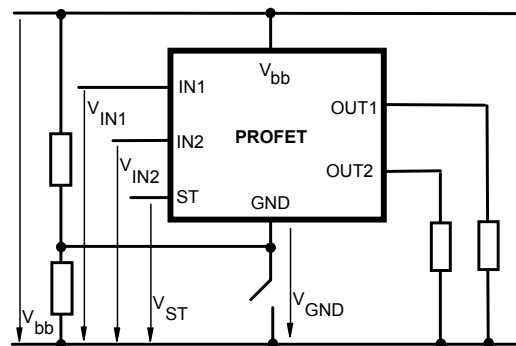 V bb
IN1
V IN1
OUT1
PROFET
IN2
V IN2
OUT2
ST
GND
V bb
V ST
V GND